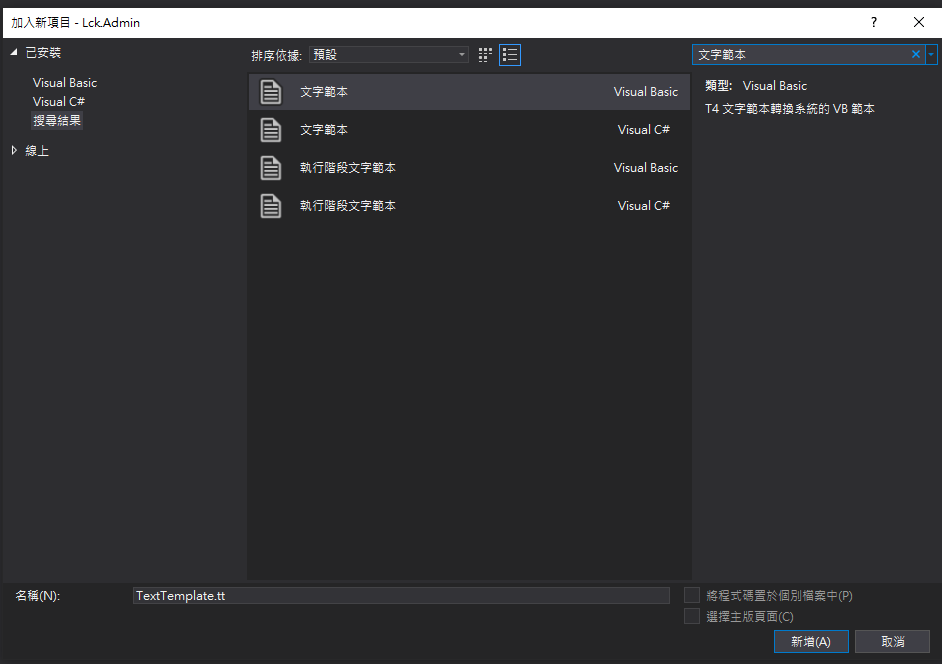 加入新項目 - Lck.Admin
?
已安裝
Visual Basic
Visual C#
搜尋結果
線上
排序依據: 預設
文字範本 Visual Basic
文字範本 Visual C#
執行階段文字範本 Visual Basic
執行階段文字範本 Visual C#
文字範本
類型: Visual Basic
T4 文字範本轉換系統的 VB 範本
名稱(N): TextTemplate.tt
將程式碼置於個別檔案中(P)
選擇主版頁面(C)
新增(A) 取消